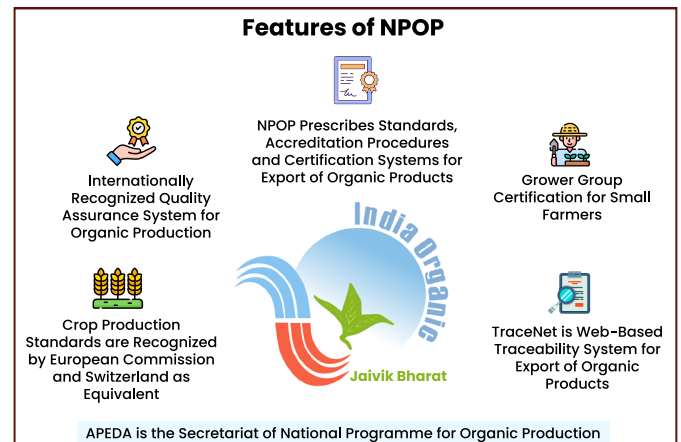 Features of NPOP
NPOP Prescribes Standards,
Accreditation Procedures
and Certification Systems for
Export of Organic Products
Internationally
Recognized Quality
Assurance System for
Organic Production
Grower Group
Certification for Small
Farmers
India Organic
Jaivik Bharat
Crop Production
Standards are Recognized
by European Commission
and Switzerland as
Equivalent
TraceNet is Web-Based
Traceability System for
Export of Organic
Products
APEDA is the Secretariat of National Programme for Organic Production